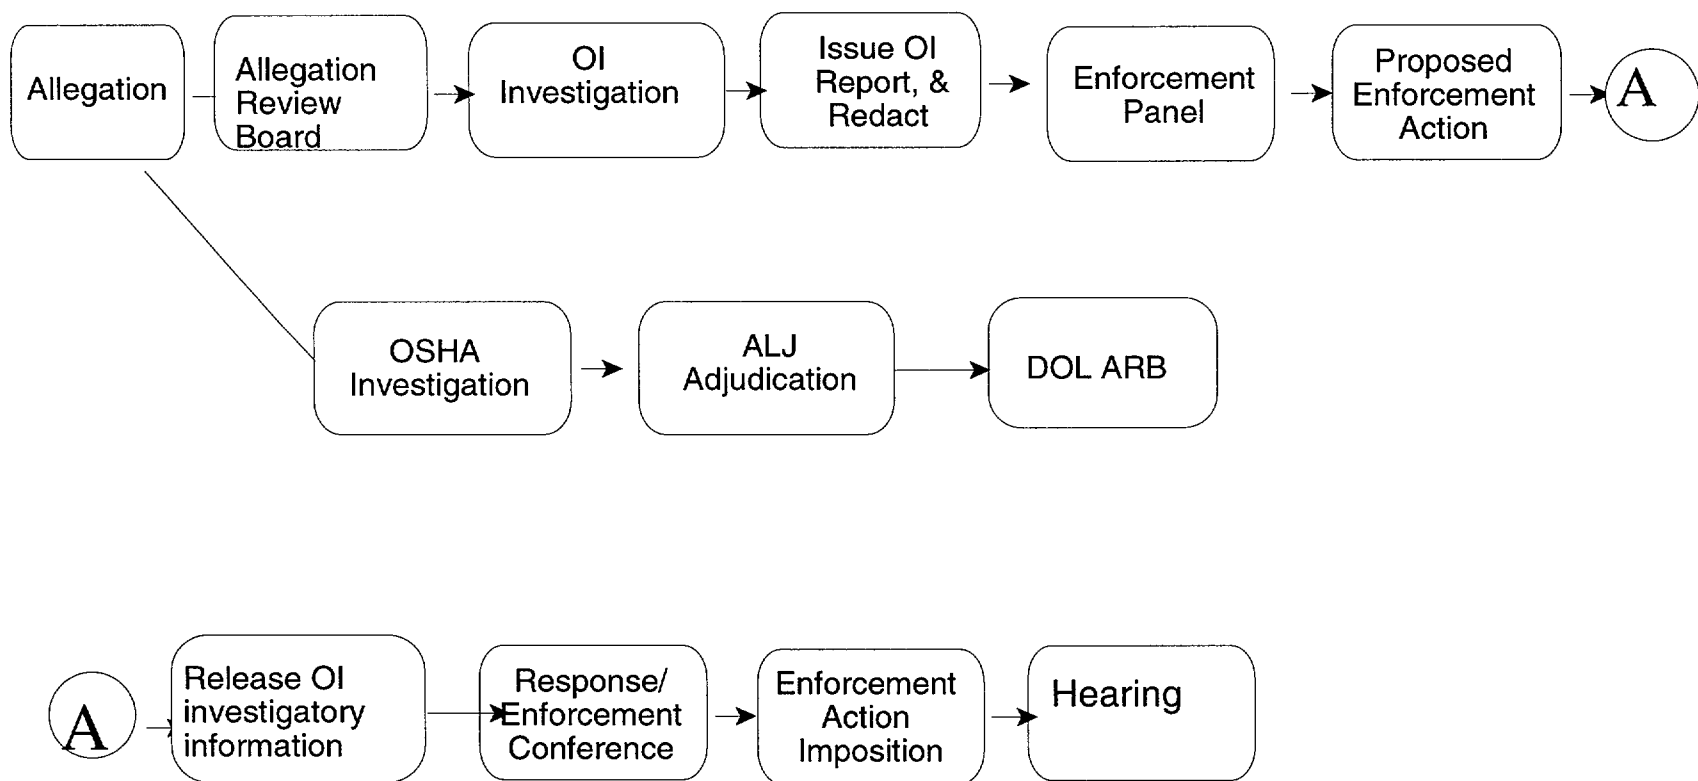 Allegation
Allegation
Review
Board
OI
Investigation
Issue OI
Report, &
Redact
Enforcement
Panel
Proposed
Enforcement
Action
A
OSHA
Investigation
ALJ
Adjudication
DOL ARB
A
Release OI
investigatory
information
Response/
Enforcement
Conference
Enforcement
Action
Imposition
Hearing